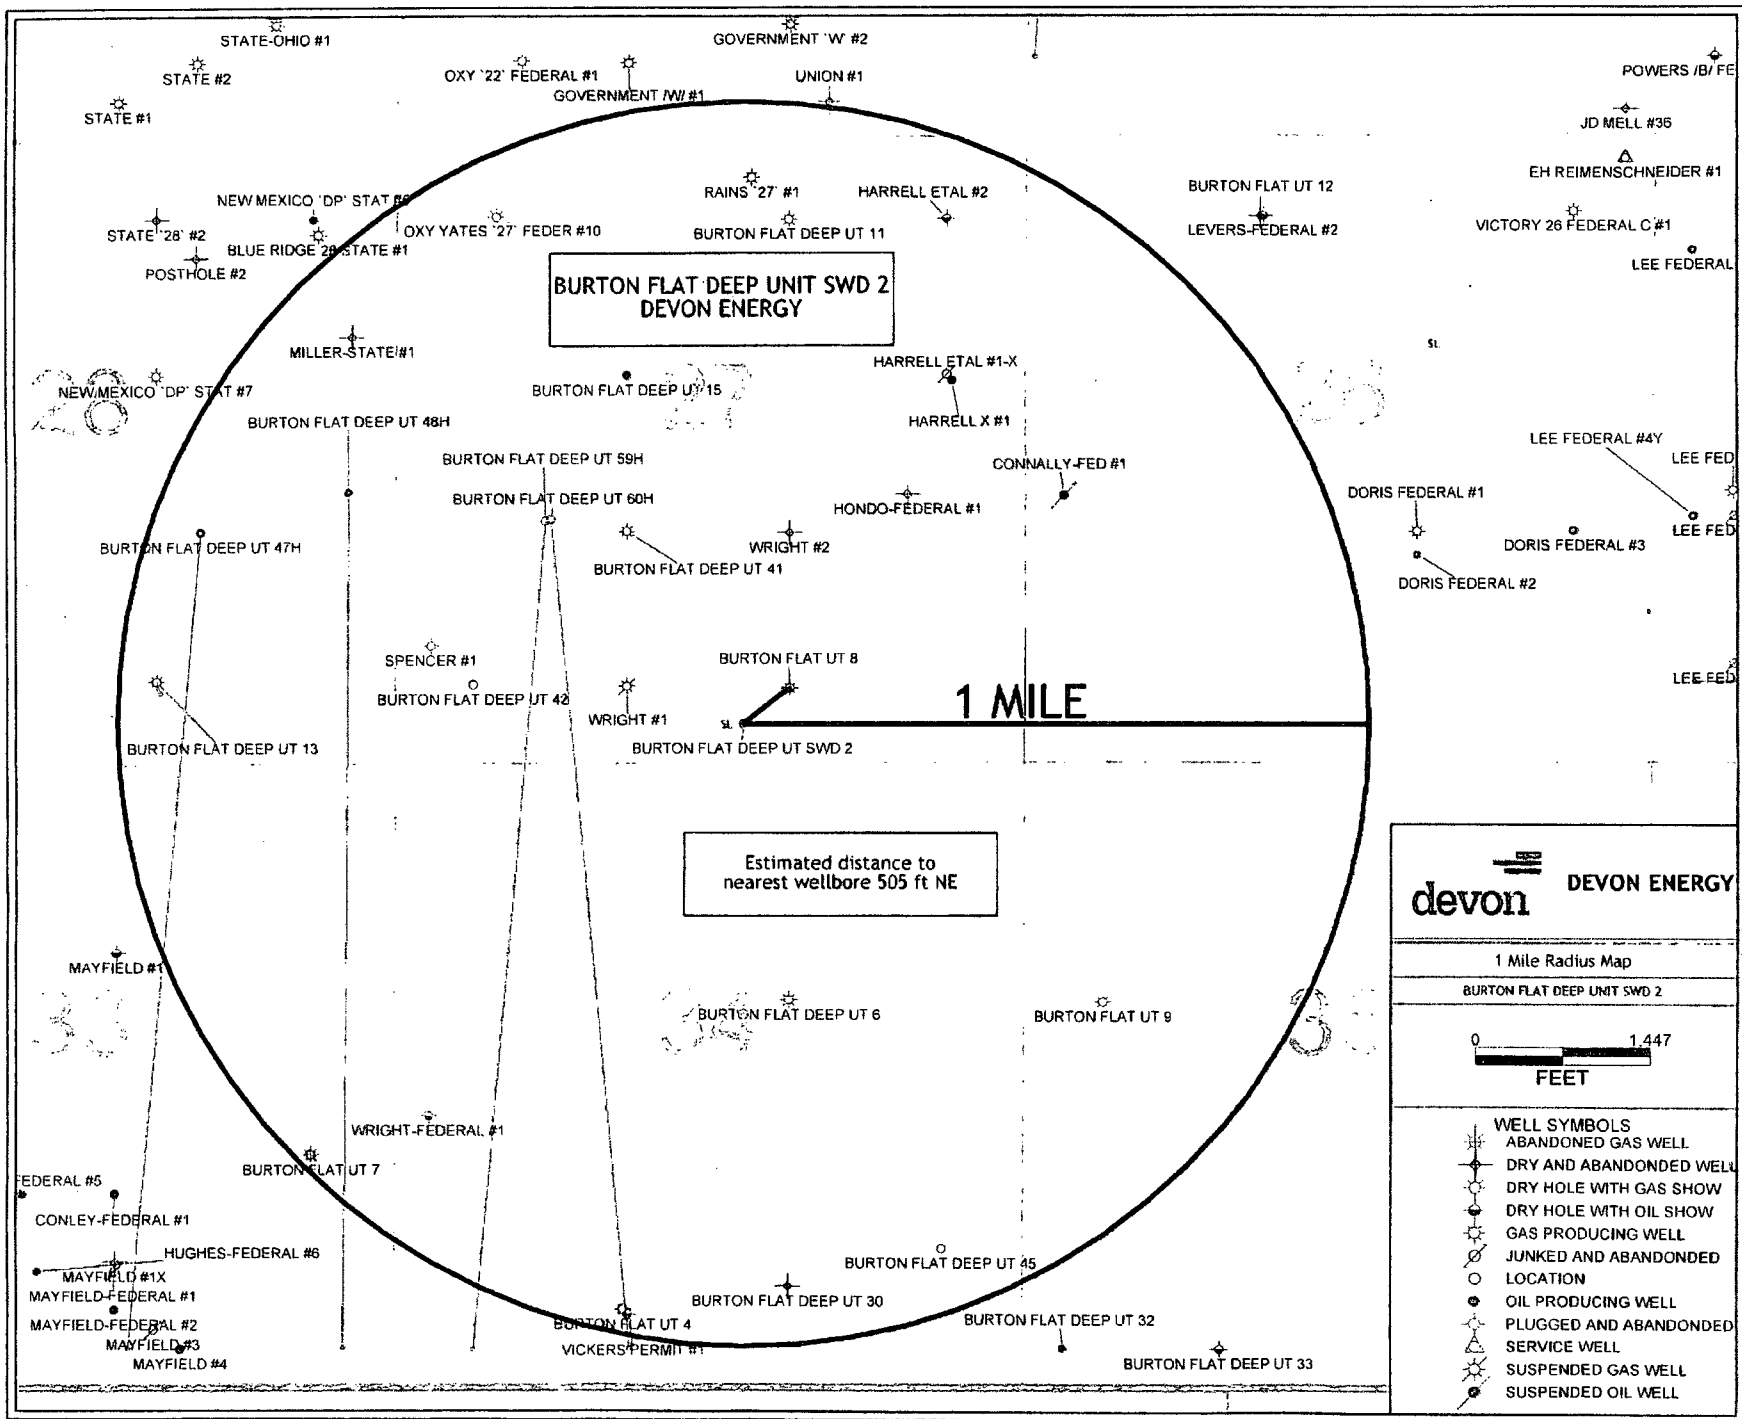 STATE-OHIO #1
GOVERNMENT `W` #2
STATE #2
OXY `22` FEDERAL #1
UNION #1
POWERS /B/ FE
GOVERNMENT /W/ #1
STATE #1
JD MELL #36
EH REIMENSCHNEIDER #1
NEW MEXICO `DP` STAT
RAINS `27` #1
HARRELL ETAL #2
BURTON FLAT UT 12
STATE `28` #2
OXY YATES `27` FEDER #10
BURTON FLAT DEEP UT 11
LEVERS-FEDERAL #2
VICTORY 26 FEDERAL C #1
BLUE RIDGE 28 STATE #1
LEE FEDERAL
POSTHOLE #2
BURTON FLAT DEEP UNIT SWD 2
DEVON ENERGY
SL
MILLER-STATE #1
HARRELL ETAL #1-X
NEW MEXICO `DP` STAT #7
BURTON FLAT DEEP UT 15
28
27
26
BURTON FLAT DEEP UT 48H
HARRELL X #1
LEE FEDERAL #4Y
BURTON FLAT DEEP UT 59H
CONNALLY-FED #1
LEE FED
BURTON FLAT DEEP UT 60H
HONDO-FEDERAL #1
DORIS FEDERAL #1
LEE FED
BURTON FLAT DEEP UT 47H
WRIGHT #2
DORIS FEDERAL #3
BURTON FLAT DEEP UT 41
DORIS FEDERAL #2
SPENCER #1
BURTON FLAT UT 8
LEE FED
BURTON FLAT DEEP UT 42
1 MILE
WRIGHT #1
SL
BURTON FLAT DEEP UT 13
BURTON FLAT DEEP UT SWD 2
Estimated distance to
nearest wellbore 505 ft NE
MAYFIELD #1
BURTON FLAT DEEP UT 6
BURTON FLAT UT 9
WRIGHT-FEDERAL #1
BURTON FLAT UT 7
FEDERAL #5
CONLEY-FEDERAL #1
HUGHES-FEDERAL #6
BURTON FLAT DEEP UT 45
MAYFIELD #1X
MAYFIELD-FEDERAL #1
BURTON FLAT DEEP UT 30
MAYFIELD-FEDERAL #2
BURTON FLAT UT 4
BURTON FLAT DEEP UT 32
MAYFIELD #3
VICKERS PERMIT #1
MAYFIELD #4
BURTON FLAT DEEP UT 33
devon
DEVON ENERGY
1 Mile Radius Map
BURTON FLAT DEEP UNIT SWD 2
0 1,447
FEET
WELL SYMBOLS
ABANDONED GAS WELL
DRY AND ABANDONDED WELL
DRY HOLE WITH GAS SHOW
DRY HOLE WITH OIL SHOW
GAS PRODUCING WELL
JUNKED AND ABANDONDED
LOCATION
OIL PRODUCING WELL
PLUGGED AND ABANDONDED
SERVICE WELL
SUSPENDED GAS WELL
SUSPENDED OIL WELL